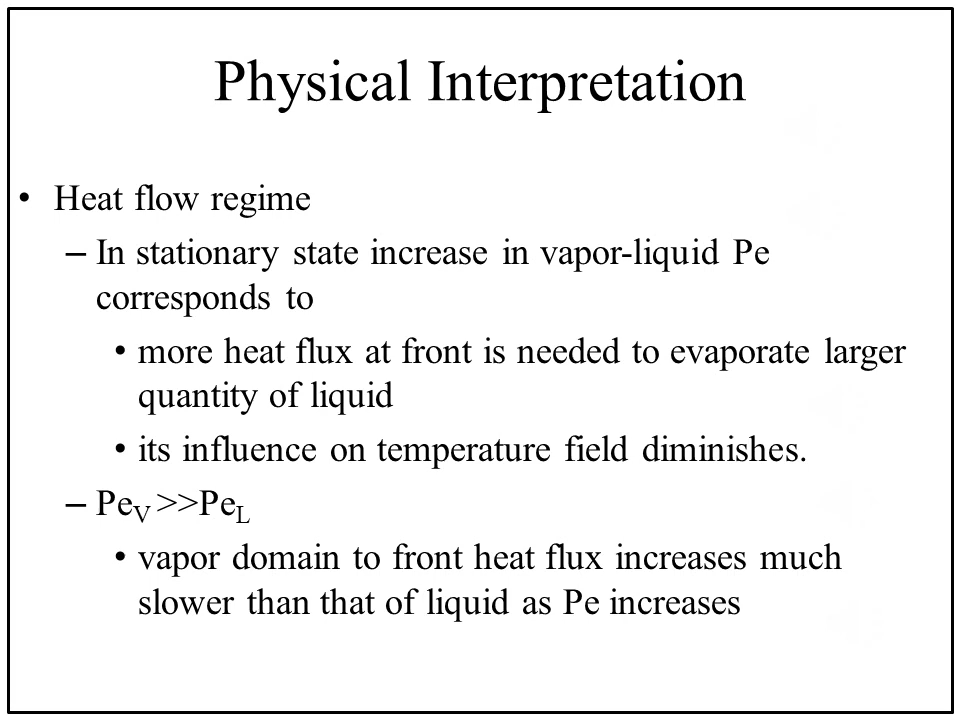 Physical Interpretation
• Heat flow regime
– In stationary state increase in vapor-liquid Pe
corresponds to
• more heat flux at front is needed to evaporate larger
quantity of liquid
• its influence on temperature field diminishes.
– PeV >>PeL
• vapor domain to front heat flux increases much
slower than that of liquid as Pe increases